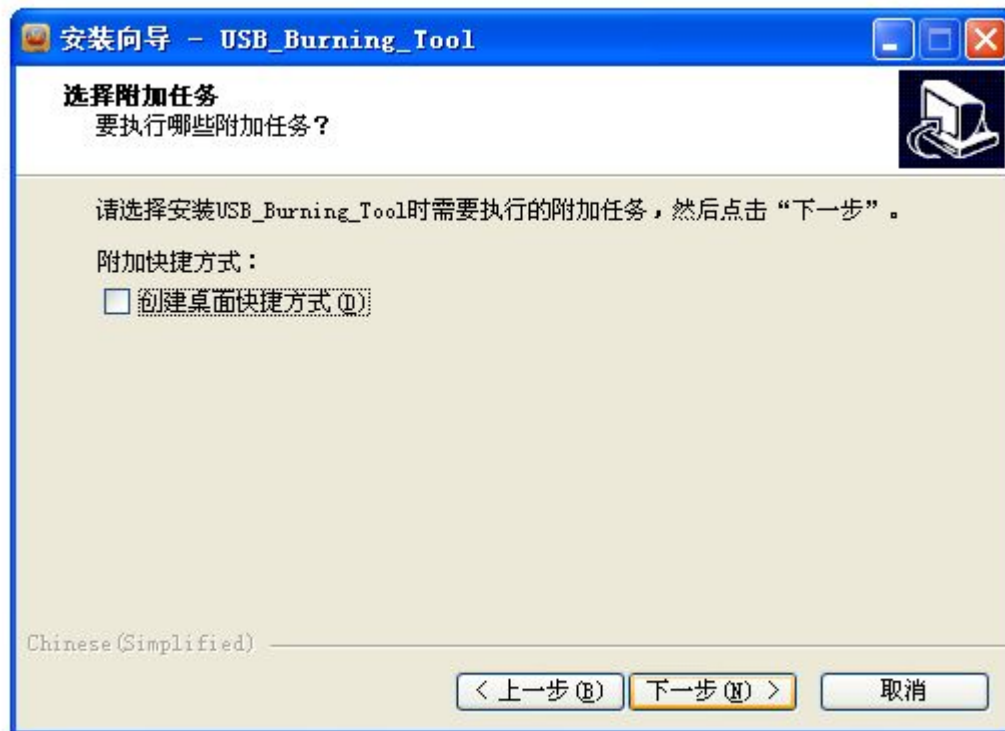 安装向导 - USB_Burning_Tool
选择附加任务
要执行哪些附加任务？
请选择安装USB_Burning_Tool时需要执行的附加任务，然后点击“下一步”。
附加快捷方式：
创建桌面快捷方式(D)
Chinese(Simplified)
< 上一步(B) 下一步(N) > 取消